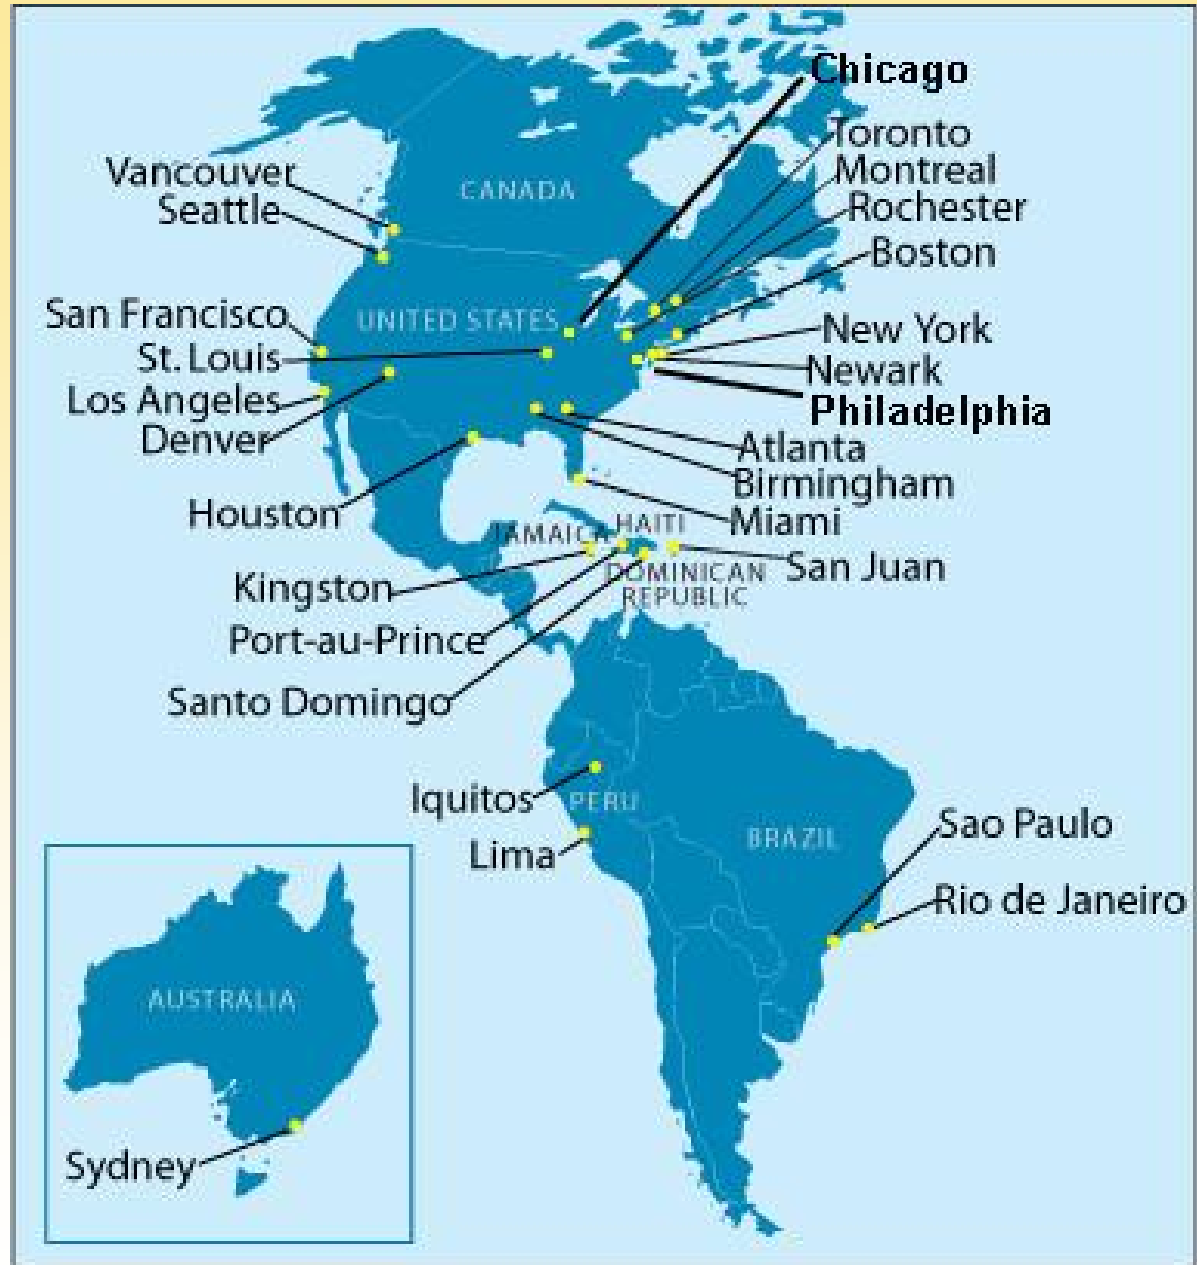 Chicago
Toronto
Montreal
Rochester
Boston
Vancouver
Seattle
CANADA
San Francisco
UNITED STATES
St. Louis
Los Angeles
Denver
New York
Newark
Philadelphia
Atlanta
Birmingham
Miami
Houston
JAMAICA
HAITI
San Juan
DOMINICAN
REPUBLIC
Kingston
Port-au-Prince
Santo Domingo
Iquitos
PERU
Lima
BRAZIL
Sao Paulo
Rio de Janeiro
AUSTRALIA
Sydney